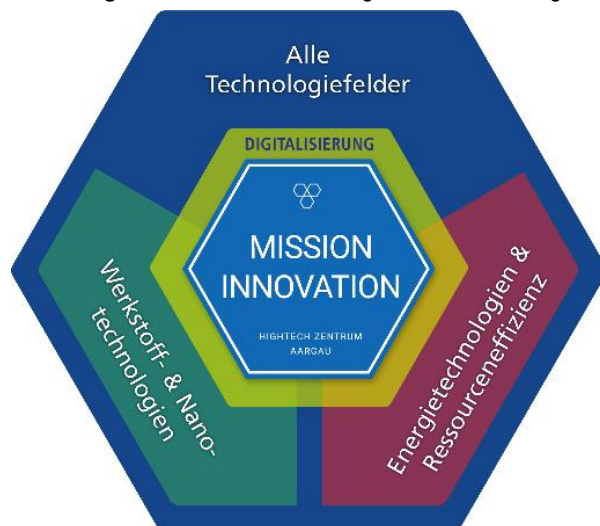 Alle
Technologiefelder
DIGITALISIERUNG
MISSION
INNOVATION
HIGHTECH ZENTRUM
AARGAU
Werkstoff- & Nano-
technologien
Energietechnologien &
Ressourceneffizienz